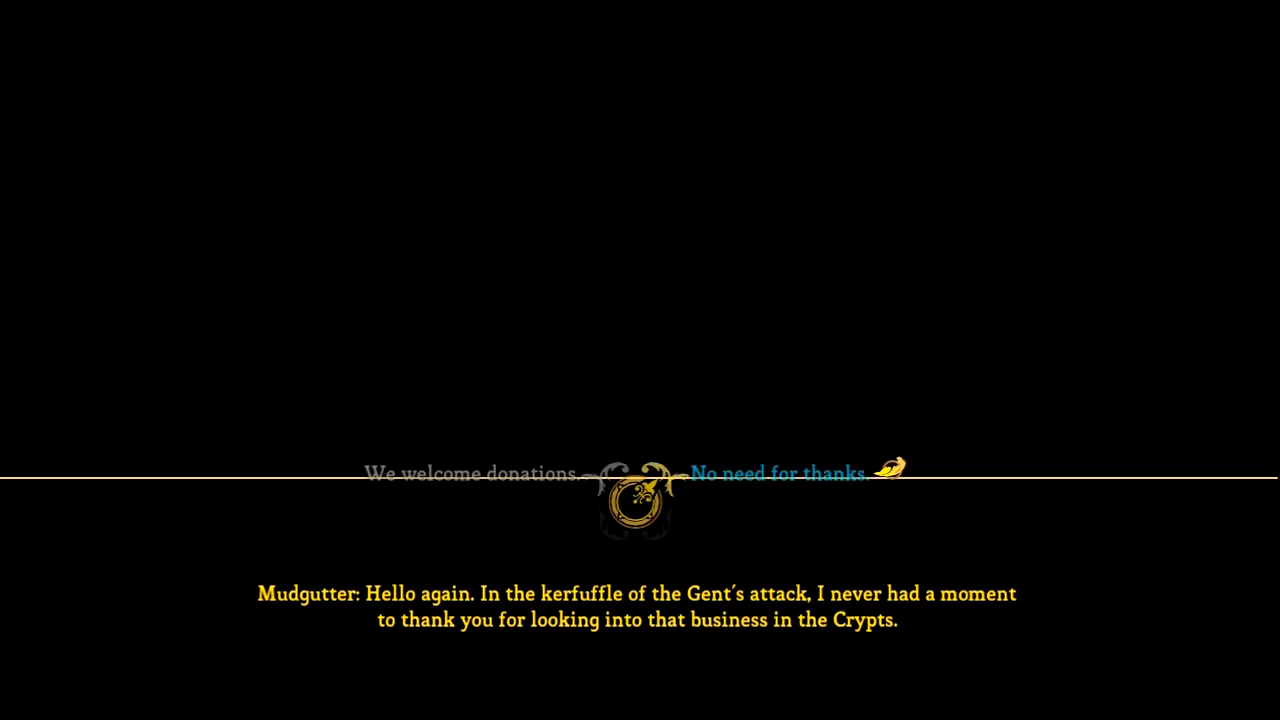 We welcome donations. No need for thanks.
Mudgutter: Hello again. In the kerfuffle of the Gent's attack, I never had a moment
to thank you for looking into that business in the Crypts.